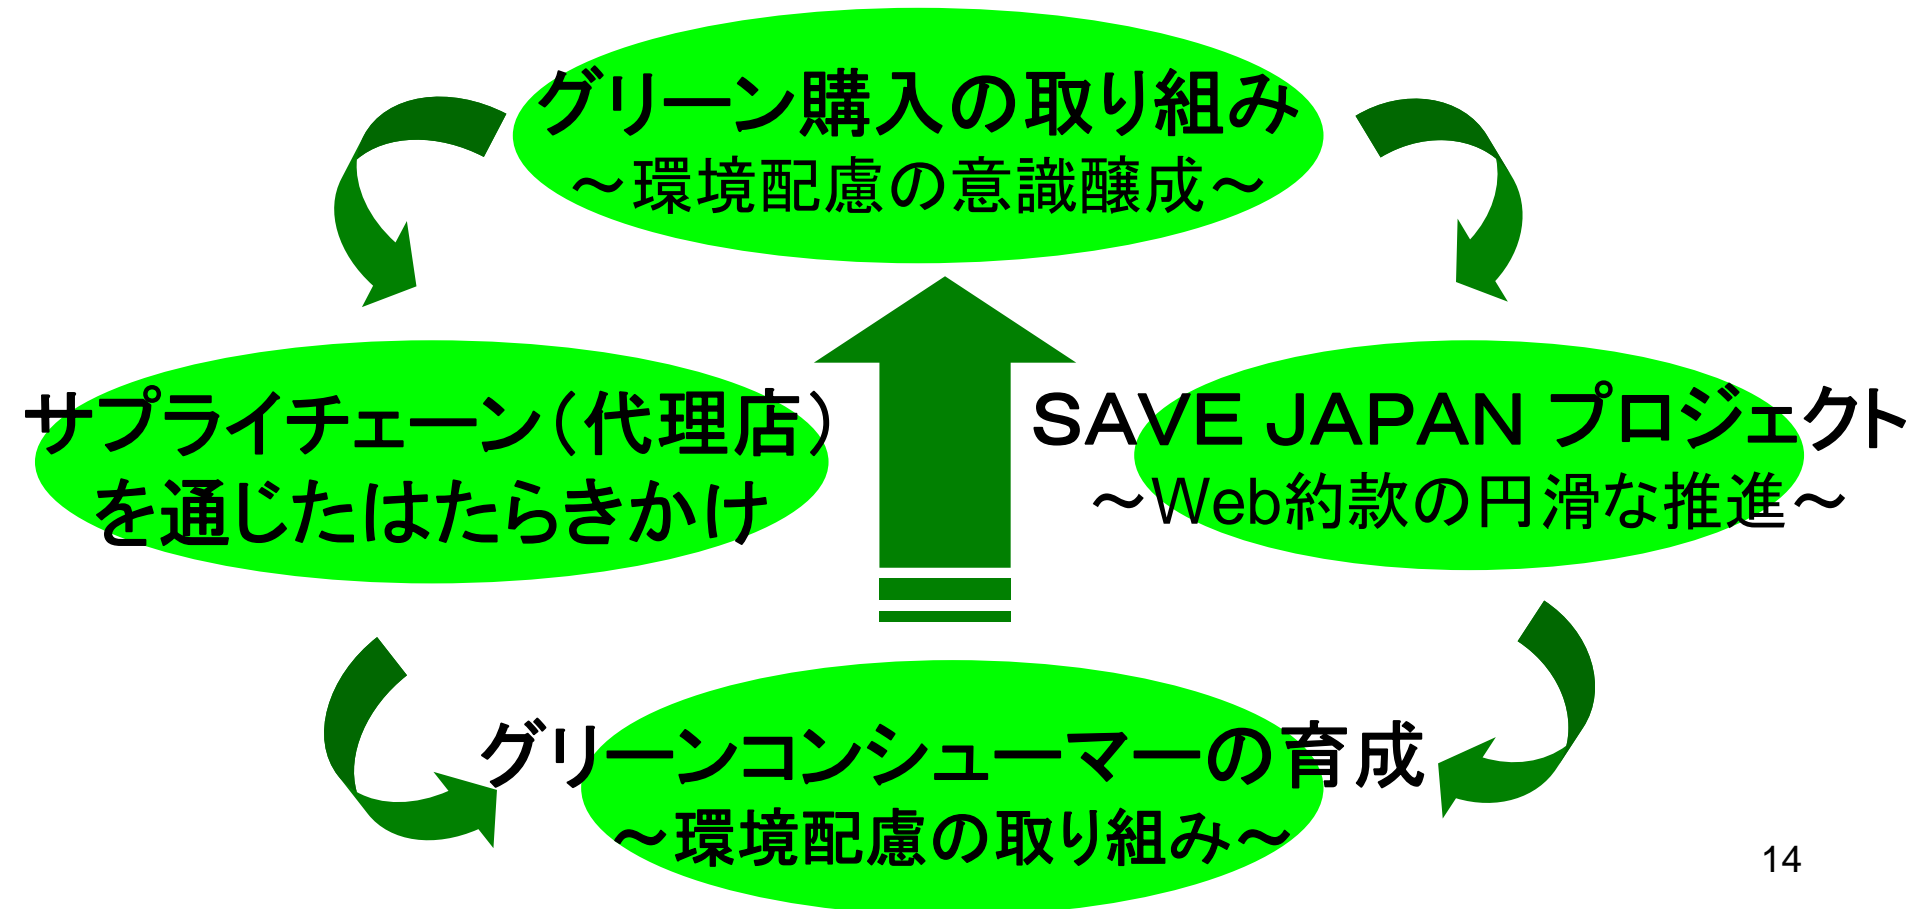 グリーン購入の取り組み
～環境配慮の意識醸成～
サプライチェーン（代理店）
を通じたはたらきかけ
ＳＡＶＥ ＪＡＰＡＮ プロジェクト
～Web約款の円滑な推進～
グリーンコンシューマーの育成
～環境配慮の取り組み～
14